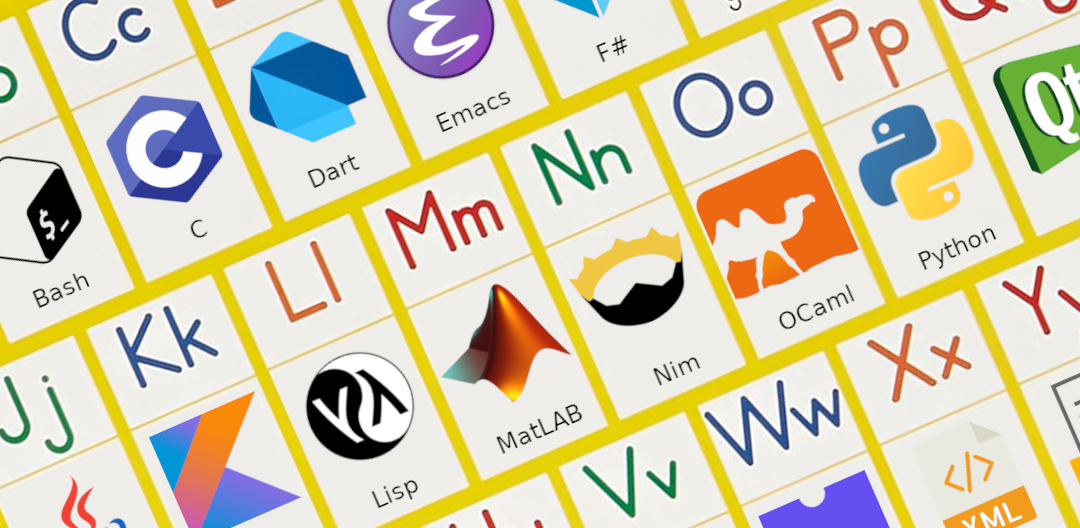 Cc
C
Dart
Emacs
F#
$_
Bash
Kk
Ll
Mm
Nn
Oo
Pp
Lisp
MatLAB
Nim
OCaml
Python
Qt
Jj
Vv
Ww
Xx
</>
XML